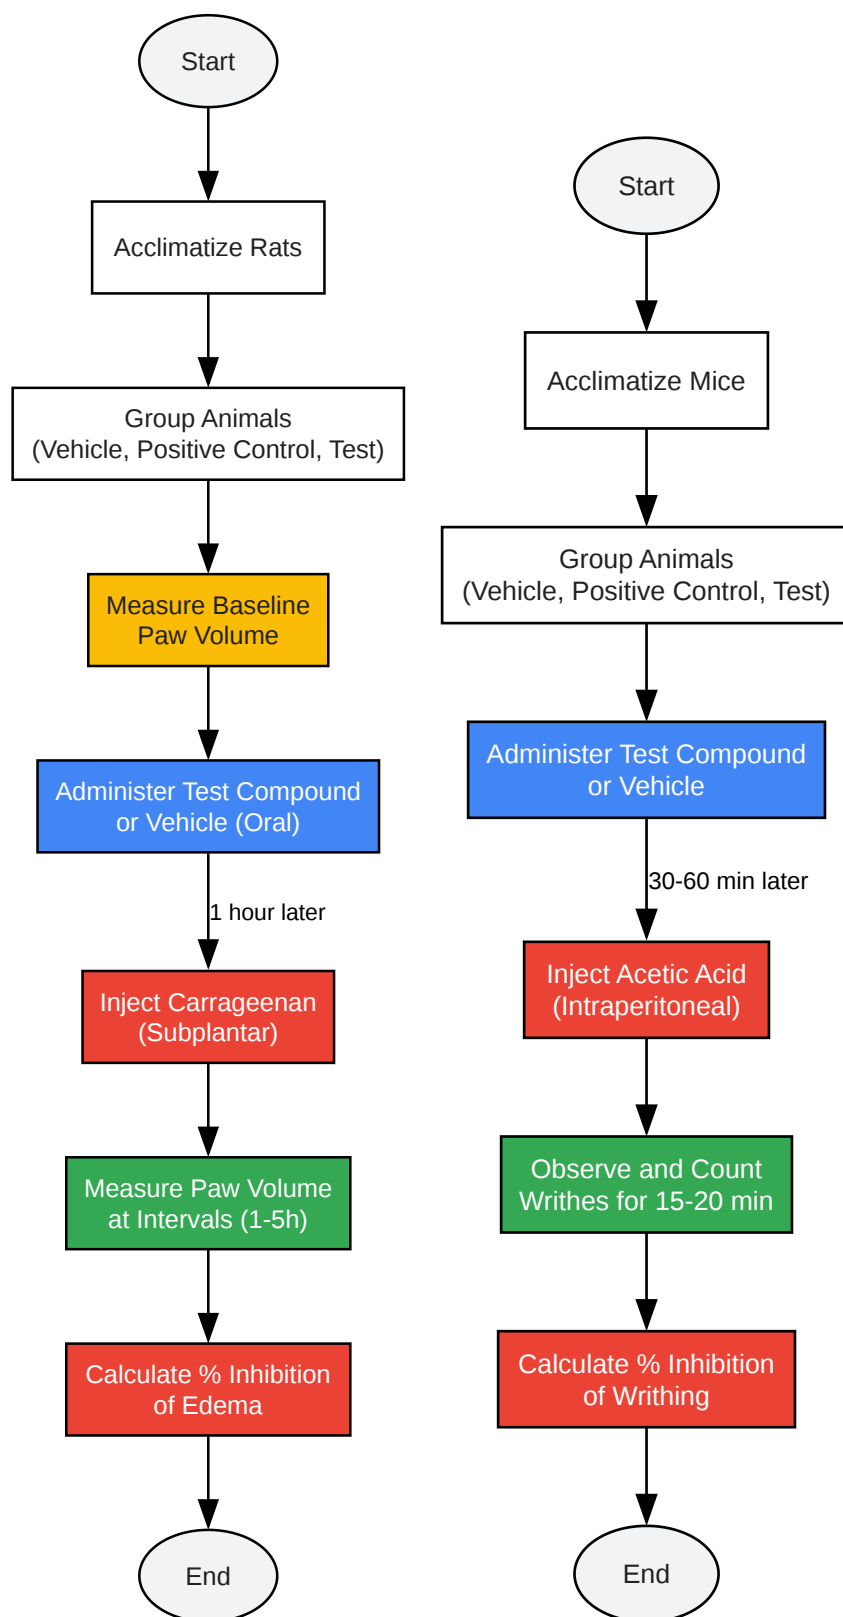 Start
Acclimatize Rats
Group Animals
(Vehicle, Positive Control, Test)
Measure Baseline
Paw Volume
Administer Test Compound
or Vehicle (Oral)
1 hour later
Inject Carrageenan
(Subplantar)
Measure Paw Volume
at Intervals (1-5h)
Calculate % Inhibition
of Edema
End
Start
Acclimatize Mice
Group Animals
(Vehicle, Positive Control, Test)
Administer Test Compound
or Vehicle
30-60 min later
Inject Acetic Acid
(Intraperitoneal)
Observe and Count
Writhes for 15-20 min
Calculate % Inhibition
of Writhing
End